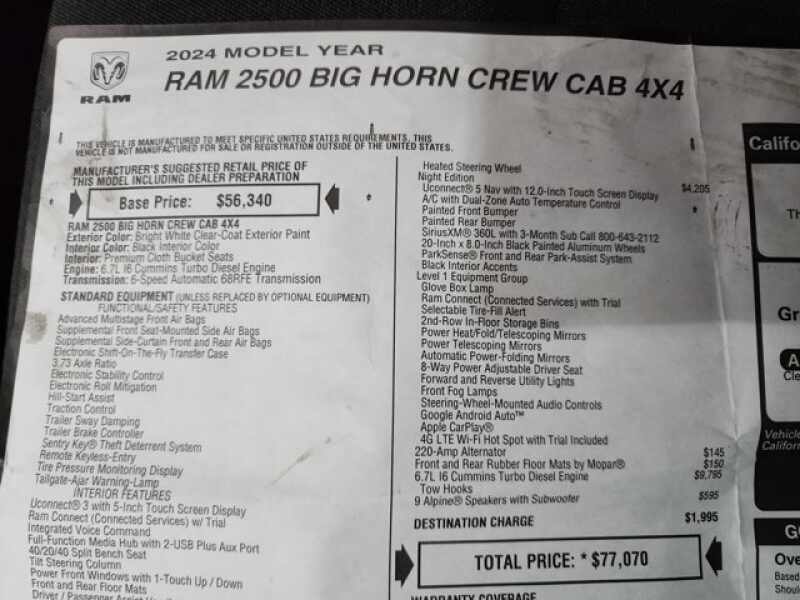 2024 MODEL YEAR
RAM 2500 BIG HORN CREW CAB 4X4
RAM
THIS VEHICLE IS MANUFACTURED TO MEET SPECIFIC UNITED STATES REQUIREMENTS, THIS
VEHICLE IS NOT MANUFACTURED FOR SALE OR REGISTRATION OUTSIDE OF THE UNITED STATES.
MANUFACTURER'S SUGGESTED RETAIL PRICE OF
THIS MODEL INCLUDING DEALER PREPARATION
Base Price: $56,340
RAM 2500 BIG HORN CREW CAB 4X4
Exterior Color: Bright White Clear-Coat Exterior Paint
Interior Color: Black Interior Color
Interior: Premium Cloth Bucket Seats
Engine: 6.7L I6 Cummins Turbo Diesel Engine
Transmission: 6-Speed Automatic 68RFE Transmission
STANDARD EQUIPMENT (UNLESS REPLACED BY OPTIONAL EQUIPMENT)
FUNCTIONAL/SAFETY FEATURES
Advanced Multistage Front Air Bags
Supplemental Front Seat-Mounted Side Air Bags
Supplemental Side-Curtain Front and Rear Air Bags
Electronic Shift-On-The-Fly Transfer Case
3.73 Axle Ratio
Electronic Stability Control
Electronic Roll Mitigation
Hill-Start Assist
Traction Control
Trailer Sway Damping
Trailer Brake Controller
Sentry Key® Theft Deterrent System
Remote Keyless-Entry
Tire Pressure Monitoring Display
Tailgate-Ajar Warning-Lamp
INTERIOR FEATURES
Uconnect® 3 with 5-Inch Touch Screen Display
Ram Connect (Connected Services) w/ Trial
Integrated Voice Command
Full-Function Media Hub with 2-USB Plus Aux Port
40/20/40 Split Bench Seat
Tilt Steering Column
Power Front Windows with 1-Touch Up / Down
Front and Rear Floor Mats
Driver / Passenger Assist
Heated Steering Wheel
Night Edition $4,205
Uconnect® 5 Nav with 12.0-Inch Touch Screen Display
A/C with Dual-Zone Auto Temperature Control
Painted Front Bumper *
Painted Rear Bumper
SiriusXM® 360L with 3-Month Sub Call 800-643-2112
20-Inch x 8.0-Inch Black Painted Aluminum Wheels
ParkSense® Front and Rear Park-Assist System
Black Interior Accents
Level 1 Equipment Group
Glove Box Lamp
Ram Connect (Connected Services) with Trial
Selectable Tire-Fill Alert
2nd-Row In-Floor Storage Bins
Power Heat/Fold/Telescoping Mirrors
Power Telescoping Mirrors
Automatic Power-Folding Mirrors
8-Way Power Adjustable Driver Seat
Forward and Reverse Utility Lights
Front Fog Lamps
Steering-Wheel-Mounted Audio Controls
Google Android Auto™
Apple CarPlay®
4G LTE Wi-Fi Hot Spot with Trial Included
220-Amp Alternator $145
Front and Rear Rubber Floor Mats by Mopar® $150
6.7L I6 Cummins Turbo Diesel Engine $9,795
Tow Hooks
9 Alpine® Speakers with Subwoofer $595
DESTINATION CHARGE $1,995
TOTAL PRICE: * $77,070
WARRANTY COVERAGE
Califo
Th
Gr
A
Cle
Vehicle
Californ
G
Ove
Based
Shoul